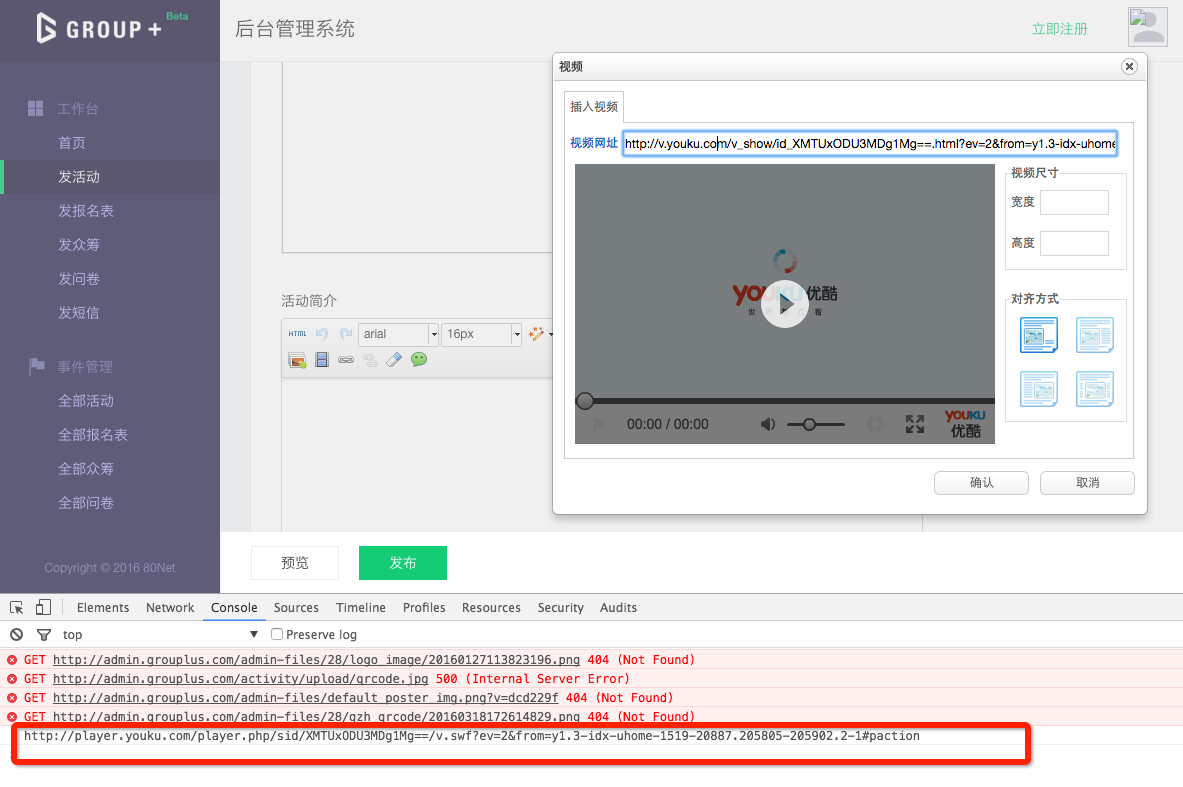 GROUP +
Beta
后台管理系统
立即注册
工作台
首页
发活动
发报名表
发众筹
发问卷
发短信
事件管理
全部活动
全部报名表
全部众筹
全部问卷
Copyright © 2016 80Net
活动简介
HTML
arial
16px
视频
插入视频
视频网址
http://v.youku.com/v_show/id_XMTUxODU3MDg1Mg==.html?ev=2&from=y1.3-idx-uhome
YOUKU 优酷
00:00 / 00:00
YOUKU
优酷
视频尺寸
宽度
高度
对齐方式
确认
取消
预览
发布
Elements Network Console Sources Timeline Profiles Resources Security Audits
top
Preserve log
GET http://admin.grouplus.com/admin-files/28/logo_image/20160127113823196.png 404 (Not Found)
GET http://admin.grouplus.com/activity/upload/qrcode.jpg 500 (Internal Server Error)
GET http://admin.grouplus.com/admin-files/default_poster_img.png?v=dcd229f 404 (Not Found)
GET http://admin.grouplus.com/admin-files/28/gzh_qrcode/20160318172614829.png 404 (Not Found)
http://player.youku.com/player.php/sid/XMTUxODU3MDg1Mg==/v.swf?ev=2&from=y1.3-idx-uhome-1519-20887.205805-205902.2-1#paction